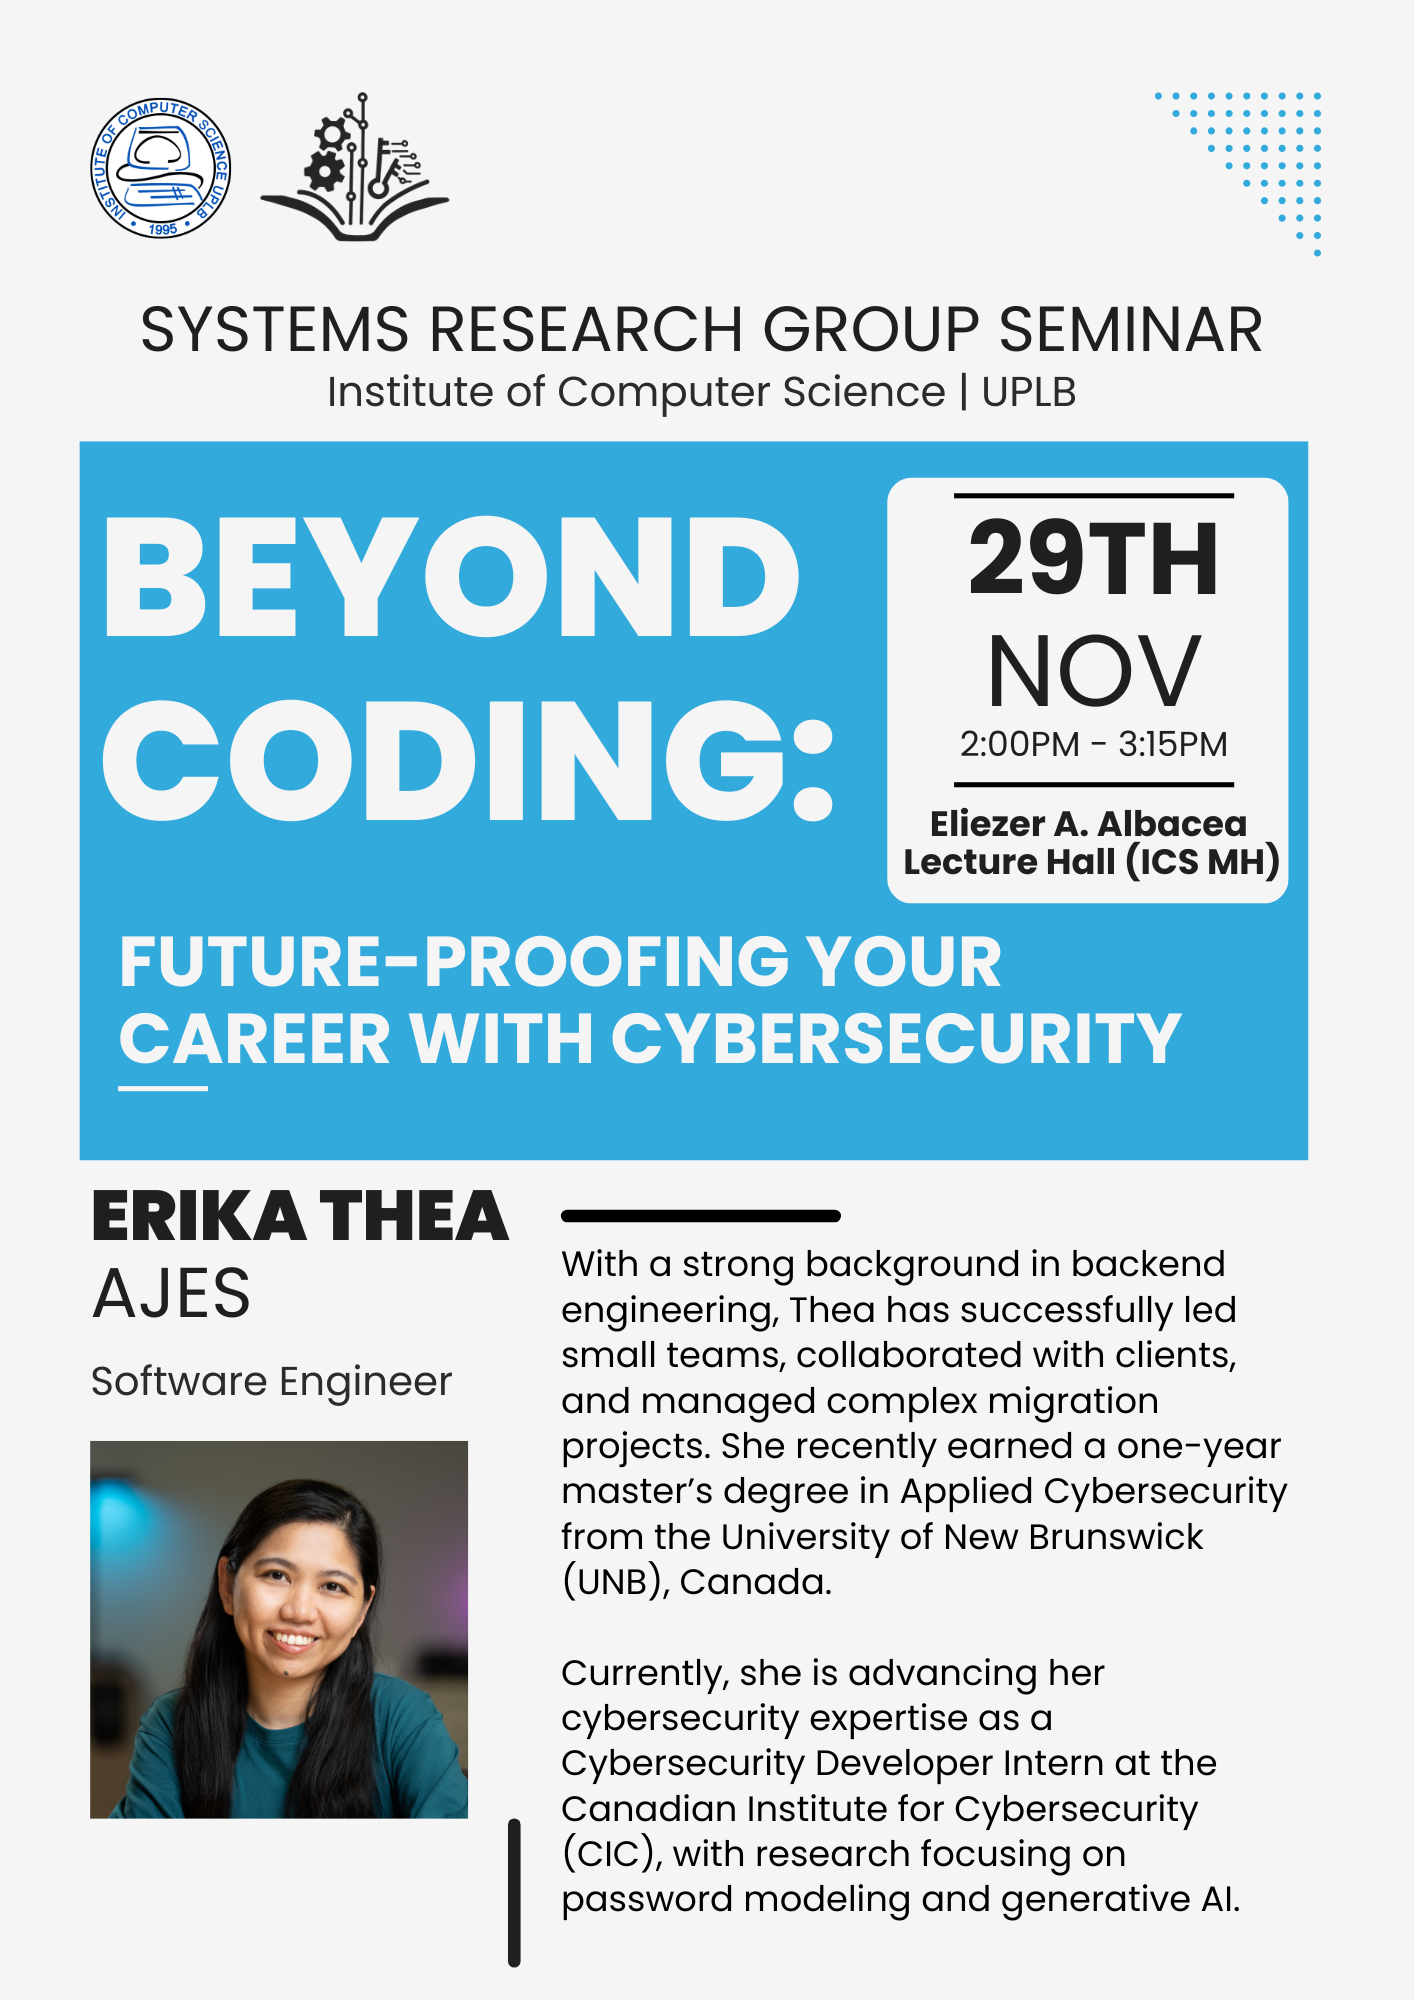 INSTITUTE OF COMPUTER SCIENCE UPLB
• 1995 •
SYSTEMS RESEARCH GROUP SEMINAR
Institute of Computer Science | UPLB
BEYOND
CODING:
29TH
NOV
2:00PM - 3:15PM
Eliezer A. Albacea
Lecture Hall (ICS MH)
FUTURE-PROOFING YOUR
CAREER WITH CYBERSECURITY
ERIKA THEA
AJES
Software Engineer
With a strong background in backend
engineering, Thea has successfully led
small teams, collaborated with clients,
and managed complex migration
projects. She recently earned a one-year
master’s degree in Applied Cybersecurity
from the University of New Brunswick
(UNB), Canada.
Currently, she is advancing her
cybersecurity expertise as a
Cybersecurity Developer Intern at the
Canadian Institute for Cybersecurity
(CIC), with research focusing on
password modeling and generative AI.